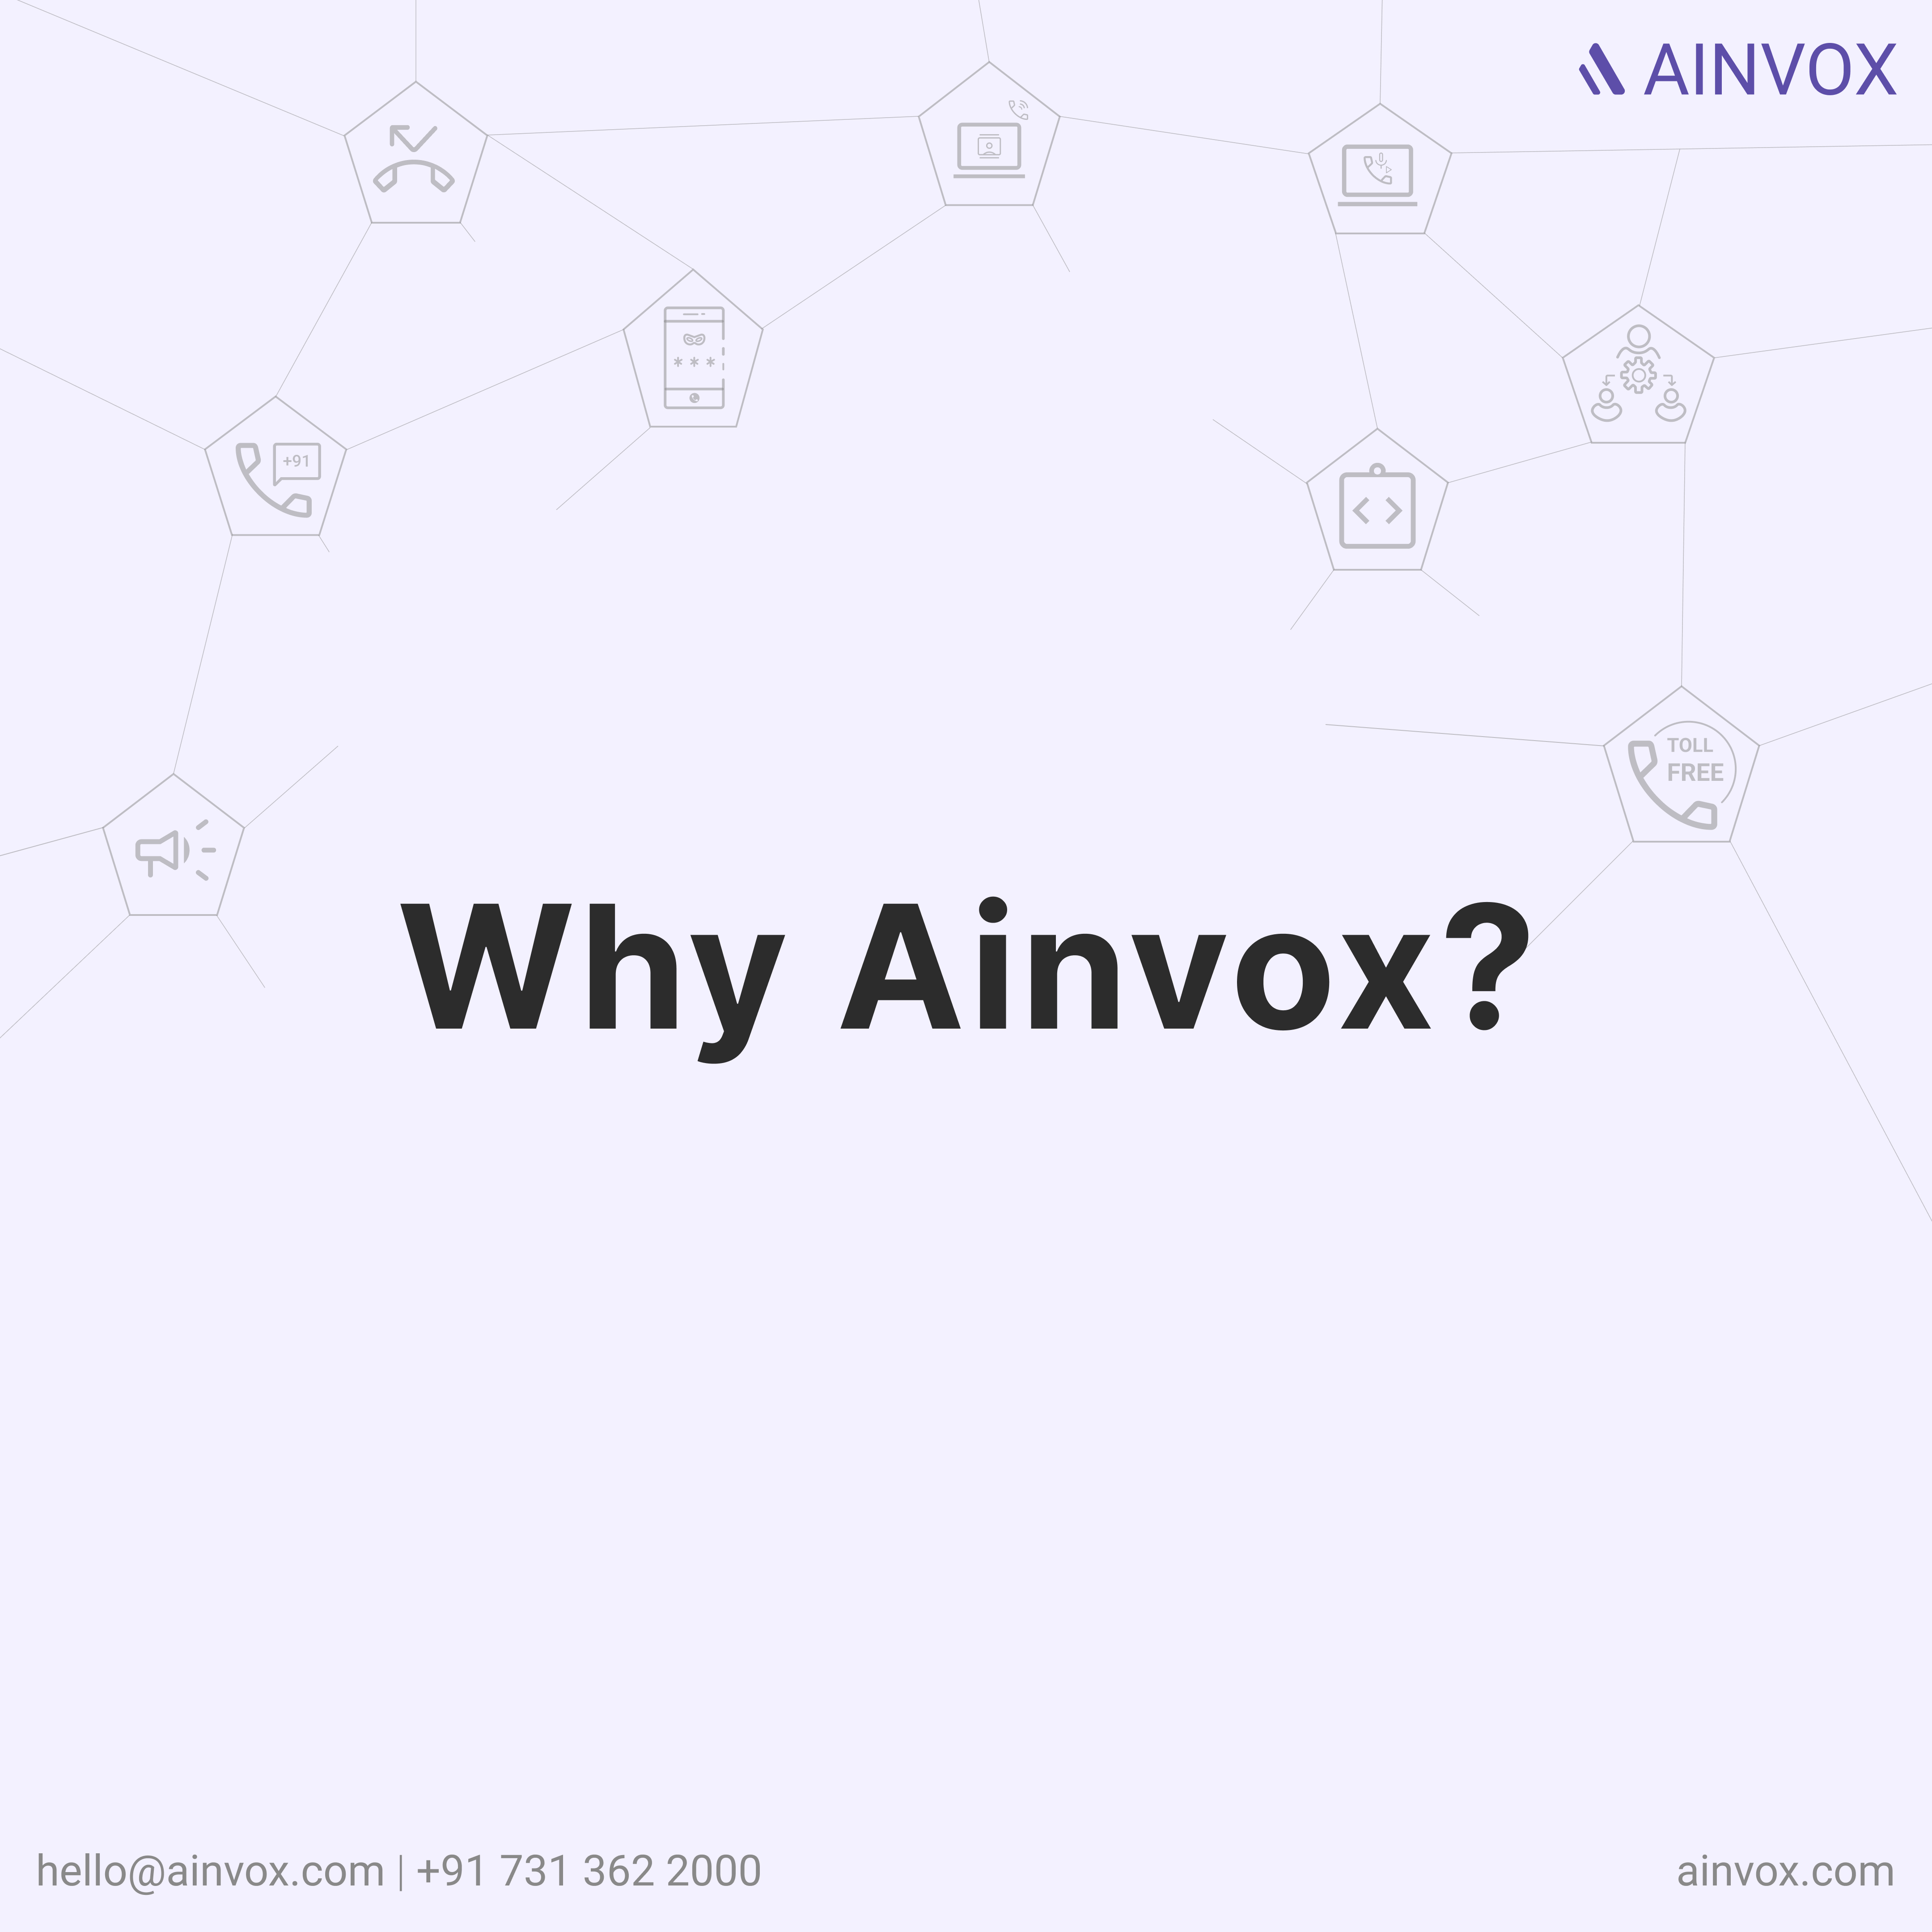 AINVOX
* * *
+91
TOLL
FREE
Why Ainvox?
hello@ainvox.com | +91 731 362 2000
ainvox.com